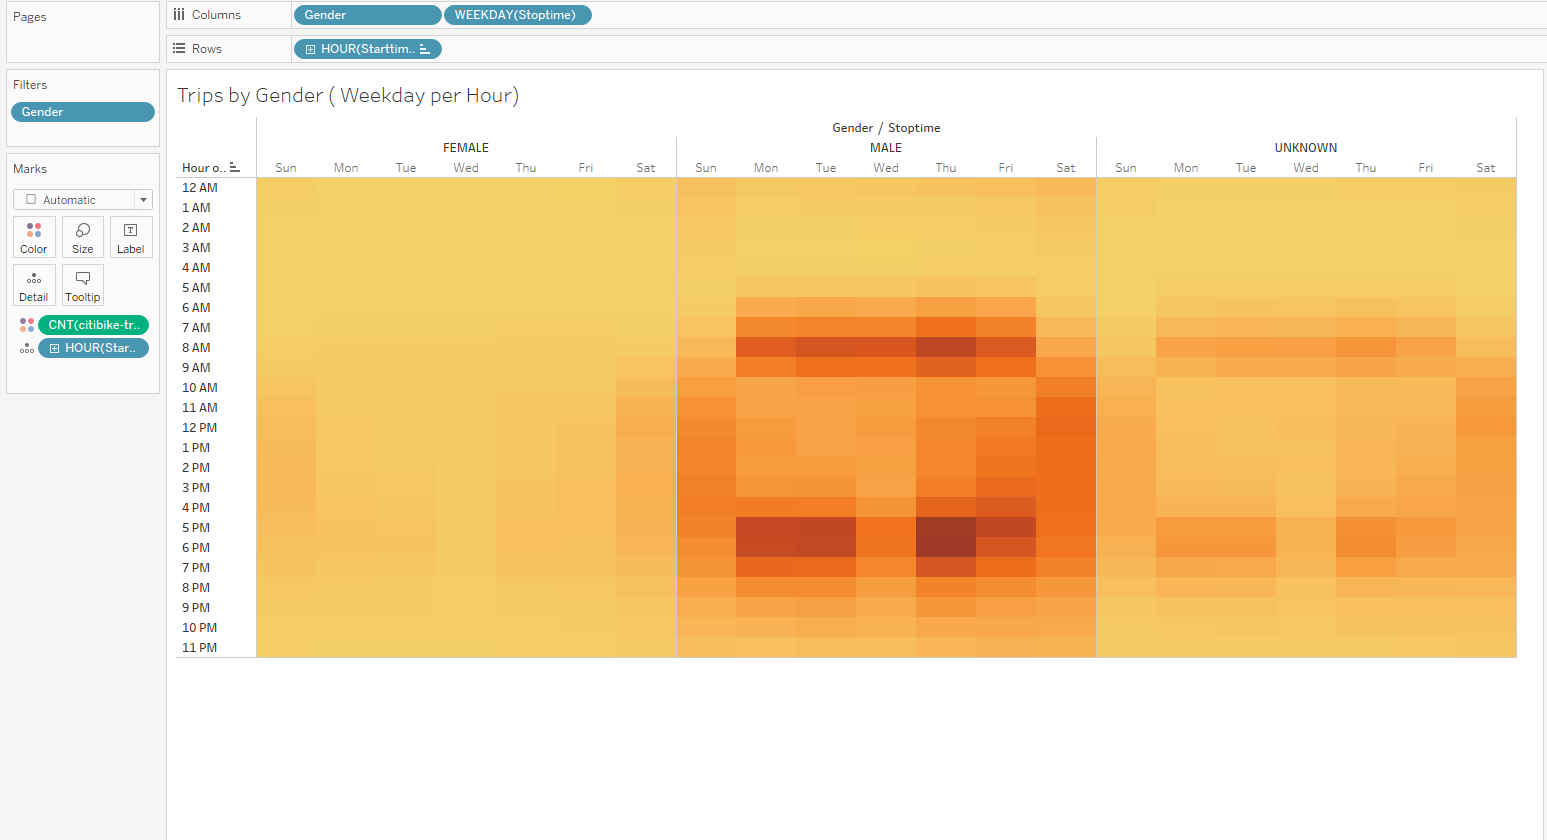 Pages
Columns Gender WEEKDAY(Stoptime)
Rows HOUR(Starttim..
Filters
Gender
Marks
Automatic
Color Size Label
Detail Tooltip
CNT(citibike-tr..
HOUR(Star..
Trips by Gender ( Weekday per Hour)
Gender / Stoptime
FEMALE MALE UNKNOWN
Hour o.. Sun Mon Tue Wed Thu Fri Sat Sun Mon Tue Wed Thu Fri Sat Sun Mon Tue Wed Thu Fri Sat
12 AM
1 AM
2 AM
3 AM
4 AM
5 AM
6 AM
7 AM
8 AM
9 AM
10 AM
11 AM
12 PM
1 PM
2 PM
3 PM
4 PM
5 PM
6 PM
7 PM
8 PM
9 PM
10 PM
11 PM